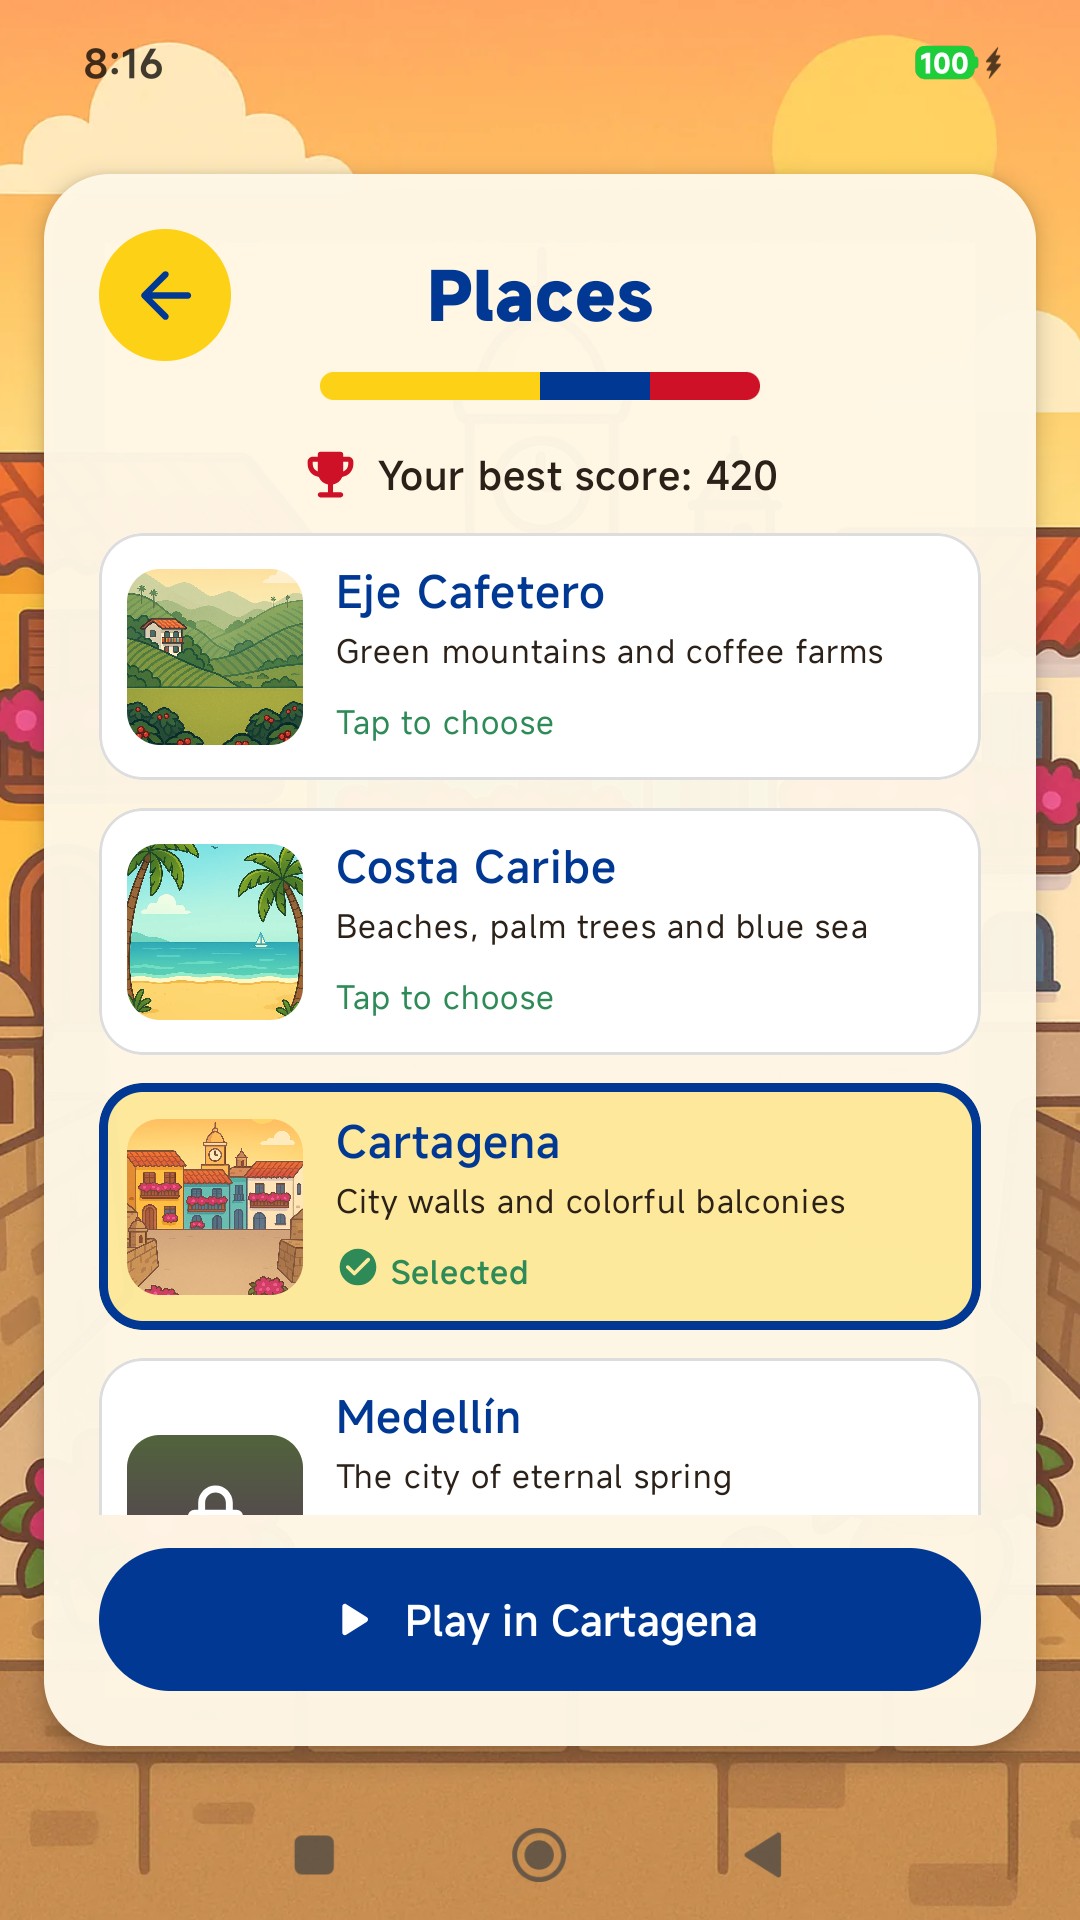 8:16
100
Places
Your best score: 420
Eje Cafetero
Green mountains and coffee farms
Tap to choose
Costa Caribe
Beaches, palm trees and blue sea
Tap to choose
Cartagena
City walls and colorful balconies
Selected
Medellín
The city of eternal spring
Play in Cartagena